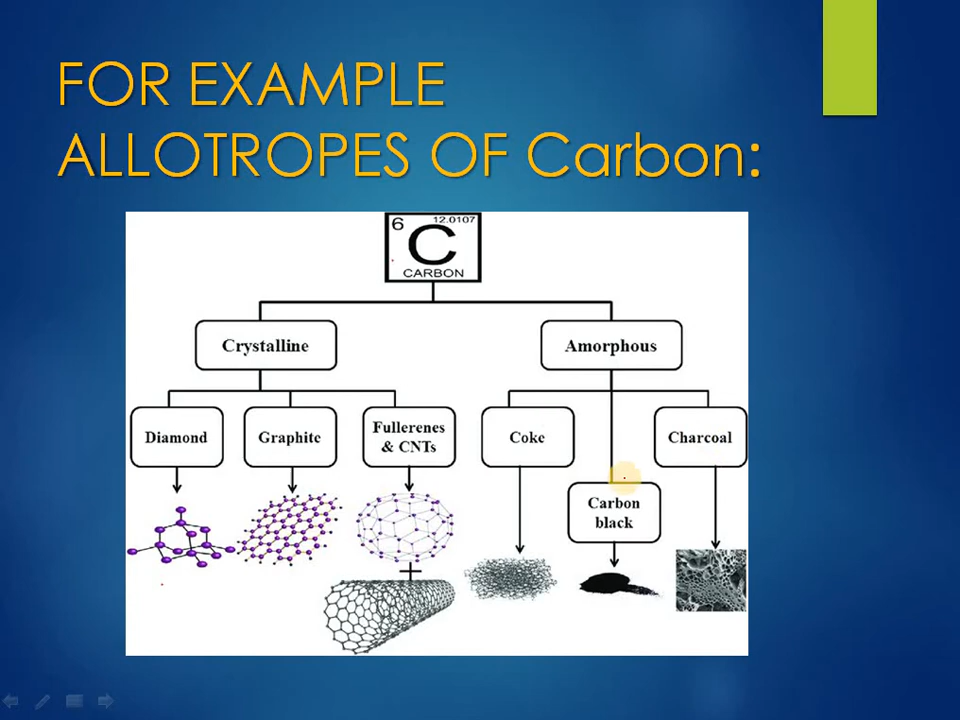 FOR EXAMPLE
ALLOTROPES OF Carbon:
6 12.0107
C
CARBON
Crystalline
Amorphous
Diamond
Graphite
Fullerenes
& CNTs
Coke
Charcoal
Carbon
black
+